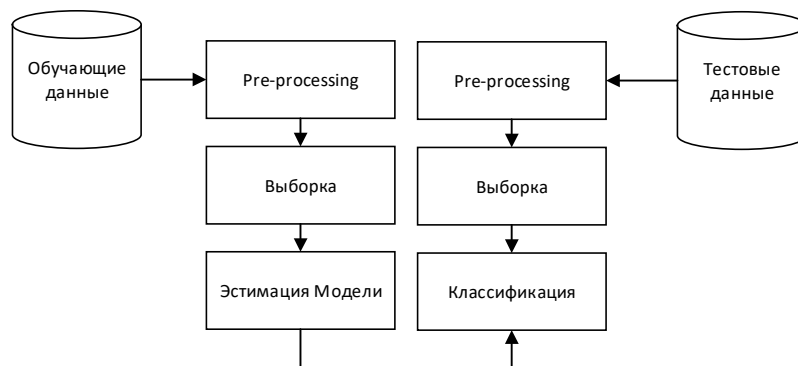 Обучающие
данные
Pre-processing
Pre-processing
Тестовые
данные
Выборка
Выборка
Эстимация Модели
Классификация